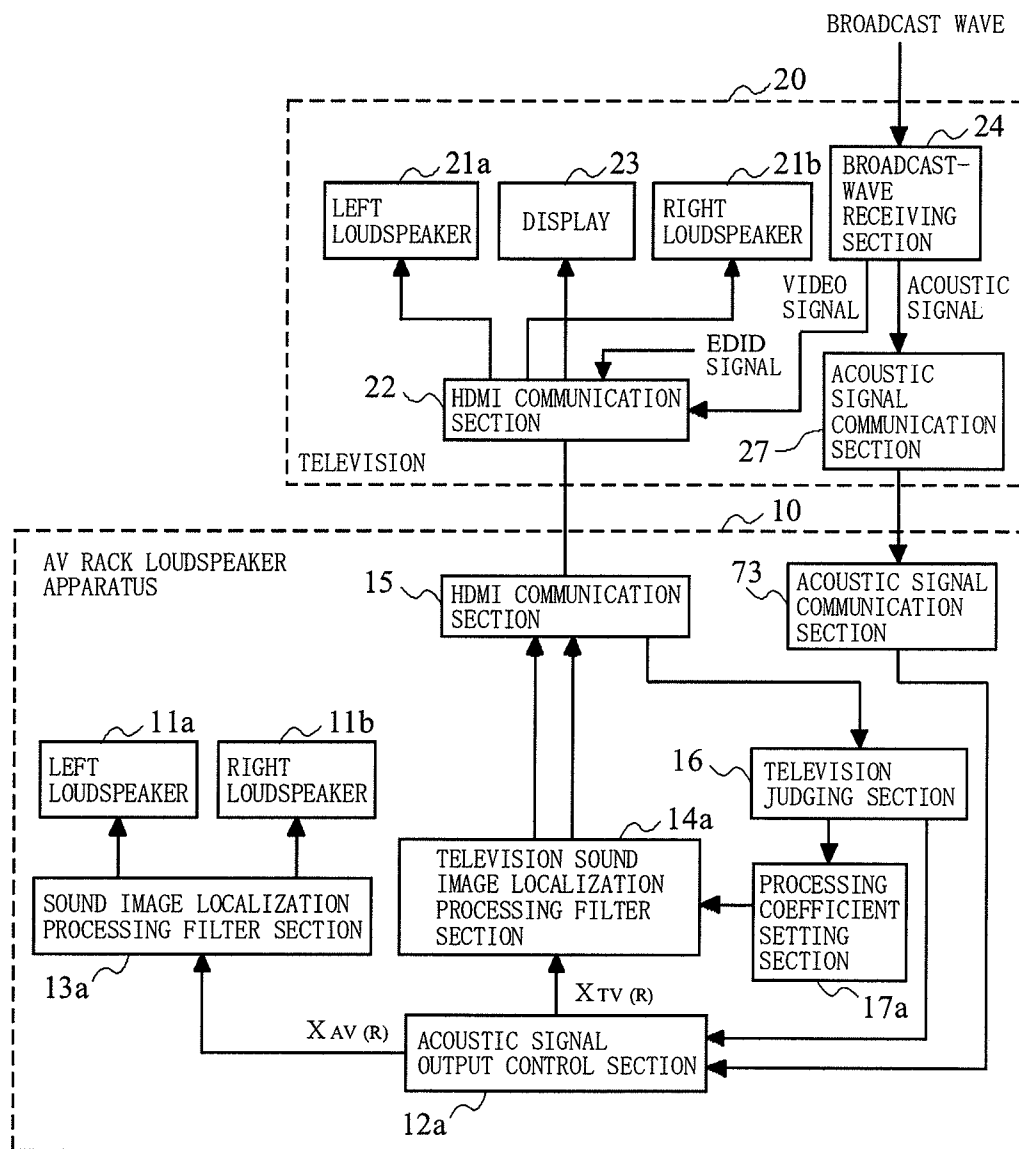 BROADCAST WAVE
20
24
21a
23
21b
LEFT
LOUDSPEAKER
DISPLAY
RIGHT
LOUDSPEAKER
BROADCAST-
WAVE
RECEIVING
SECTION
VIDEO
SIGNAL
ACOUSTIC
SIGNAL
EDID
SIGNAL
22
HDMI COMMUNICATION
SECTION
ACOUSTIC
SIGNAL
COMMUNICATION
SECTION
27
TELEVISION
10
AV RACK LOUDSPEAKER
APPARATUS
15
HDMI COMMUNICATION
SECTION
73
ACOUSTIC SIGNAL
COMMUNICATION
SECTION
11a
11b
LEFT
LOUDSPEAKER
RIGHT
LOUDSPEAKER
16
TELEVISION
JUDGING SECTION
14a
TELEVISION SOUND
IMAGE LOCALIZATION
PROCESSING FILTER
SECTION
PROCESSING
COEFFICIENT
SETTING
SECTION
17a
SOUND IMAGE LOCALIZATION
PROCESSING FILTER SECTION
13a
X TV (R)
X AV (R)
ACOUSTIC SIGNAL
OUTPUT CONTROL SECTION
12a